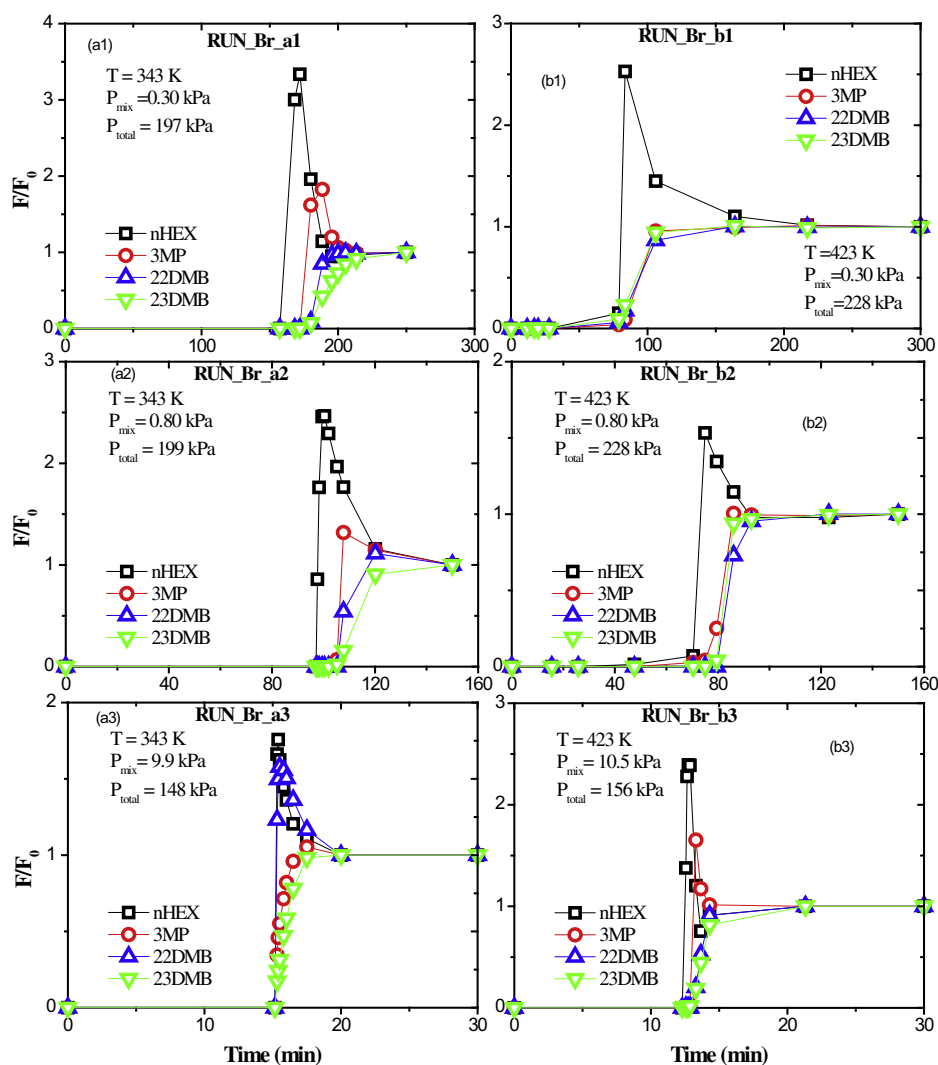 RUN_Br_a1
(a1)
T = 343 K
P_mix =0.30 kPa
P_total = 197 kPa
nHEX
3MP
22DMB
23DMB
F/F_0
0
1
2
3
4
0
100
200
300
RUN_Br_b1
(b1)
nHEX
3MP
22DMB
23DMB
T =423 K
P_mix =0.30 kPa
P_total =228 kPa
0
1
2
3
0
100
200
300
RUN_Br_a2
(a2)
T = 343 K
P_mix =0.80 kPa
P_total = 199 kPa
nHEX
3MP
22DMB
23DMB
F/F_0
0
1
2
3
0
40
80
120
160
RUN_Br_b2
(b2)
T = 423 K
P_mix =0.80 kPa
P_total = 228 kPa
nHEX
3MP
22DMB
23DMB
0
1
2
0
40
80
120
160
RUN_Br_a3
(a3)
T = 343 K
P_mix = 9.9 kPa
P_total = 148 kPa
nHEX
3MP
22DMB
23DMB
F/F_0
0
1
2
0
10
20
30
Time (min)
RUN_Br_b3
(b3)
T = 423 K
P_mix = 10.5 kPa
P_total = 156 kPa
nHEX
3MP
22DMB
23DMB
0
1
2
3
0
10
20
30
Time (min)